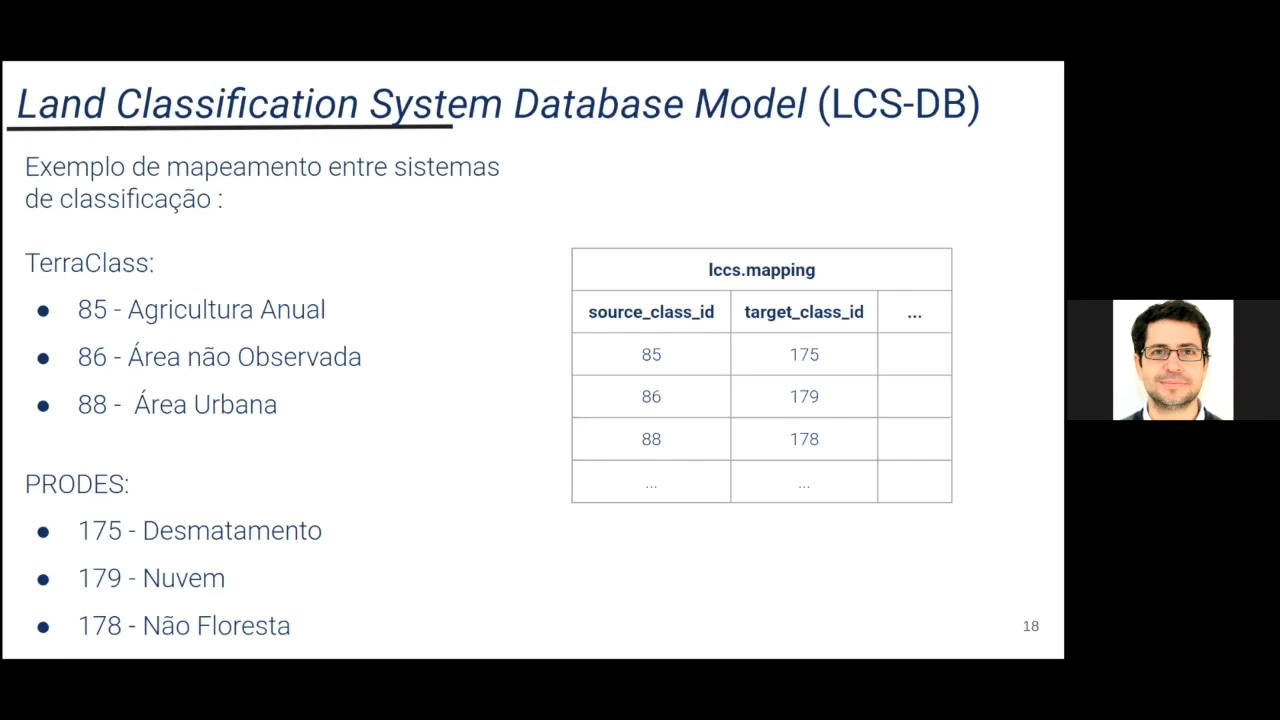 Land Classification System Database Model (LCS-DB)
Exemplo de mapeamento entre sistemas
de classificação :
TerraClass:
● 85 - Agricultura Anual
● 86 - Área não Observada
● 88 - Área Urbana
PRODES:
● 175 - Desmatamento
● 179 - Nuvem
● 178 - Não Floresta
lccs.mapping
source_class_id target_class_id ...
85 175
86 179
88 178
... ...
18